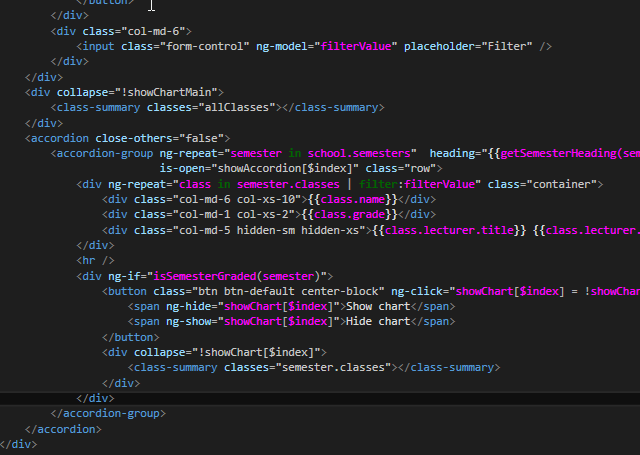 </button>
</div>
<div class="col-md-6">
<input class="form-control" ng-model="filterValue" placeholder="Filter" />
</div>
</div>
<div collapse="!showChartMain">
<class-summary classes="allClasses"></class-summary>
</div>
<accordion close-others="false">
<accordion-group ng-repeat="semester in school.semesters" heading="{{getSemesterHeading(sem
is-open="showAccordion[$index]" class="row">
<div ng-repeat="class in semester.classes | filter:filterValue" class="container">
<div class="col-md-6 col-xs-10">{{class.name}}</div>
<div class="col-md-1 col-xs-2">{{class.grade}}</div>
<div class="col-md-5 hidden-sm hidden-xs">{{class.lecturer.title}} {{class.lecturer.
</div>
<hr />
<div ng-if="isSemesterGraded(semester)">
<button class="btn btn-default center-block" ng-click="showChart[$index] = !showChar
<span ng-hide="showChart[$index]">Show chart</span>
<span ng-show="showChart[$index]">Hide chart</span>
</button>
<div collapse="!showChart[$index]">
<class-summary classes="semester.classes"></class-summary>
</div>
</div>
</accordion-group>
</accordion>
</div>